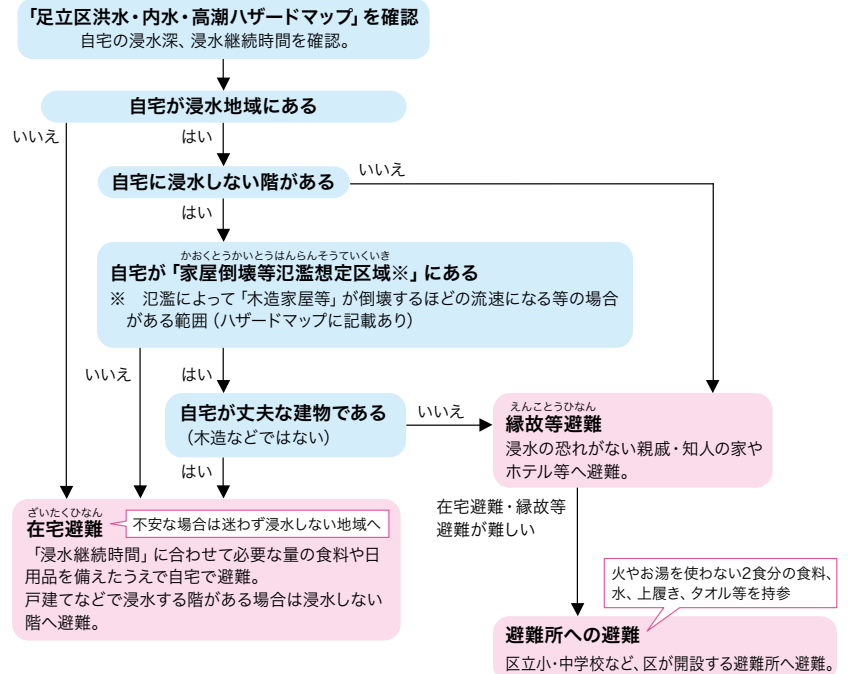 「足立区洪水・内水・高潮ハザードマップ」を確認
自宅の浸水深、浸水継続時間を確認。
自宅が浸水地域にある
いいえ
はい
自宅に浸水しない階がある
いいえ
はい
かおくとうかいとうはんらんそうていくいき
自宅が「家屋倒壊等氾濫想定区域※」にある
※　氾濫によって「木造家屋等」が倒壊するほどの流速になる等の場合
がある範囲（ハザードマップに記載あり）
いいえ
はい
自宅が丈夫な建物である
（木造などではない）
いいえ
はい
えんことうひなん
縁故等避難
浸水の恐れがない親戚・知人の家や
ホテル等へ避難。
ざいたくひなん
在宅避難
不安な場合は迷わず浸水しない地域へ
「浸水継続時間」に合わせて必要な量の食料や日
用品を備えたうえで自宅で避難。
戸建てなどで浸水する階がある場合は浸水しない
階へ避難。
在宅避難・縁故等
避難が難しい
火やお湯を使わない2食分の食料、
水、上履き、タオル等を持参
避難所への避難
区立小・中学校など、区が開設する避難所へ避難。